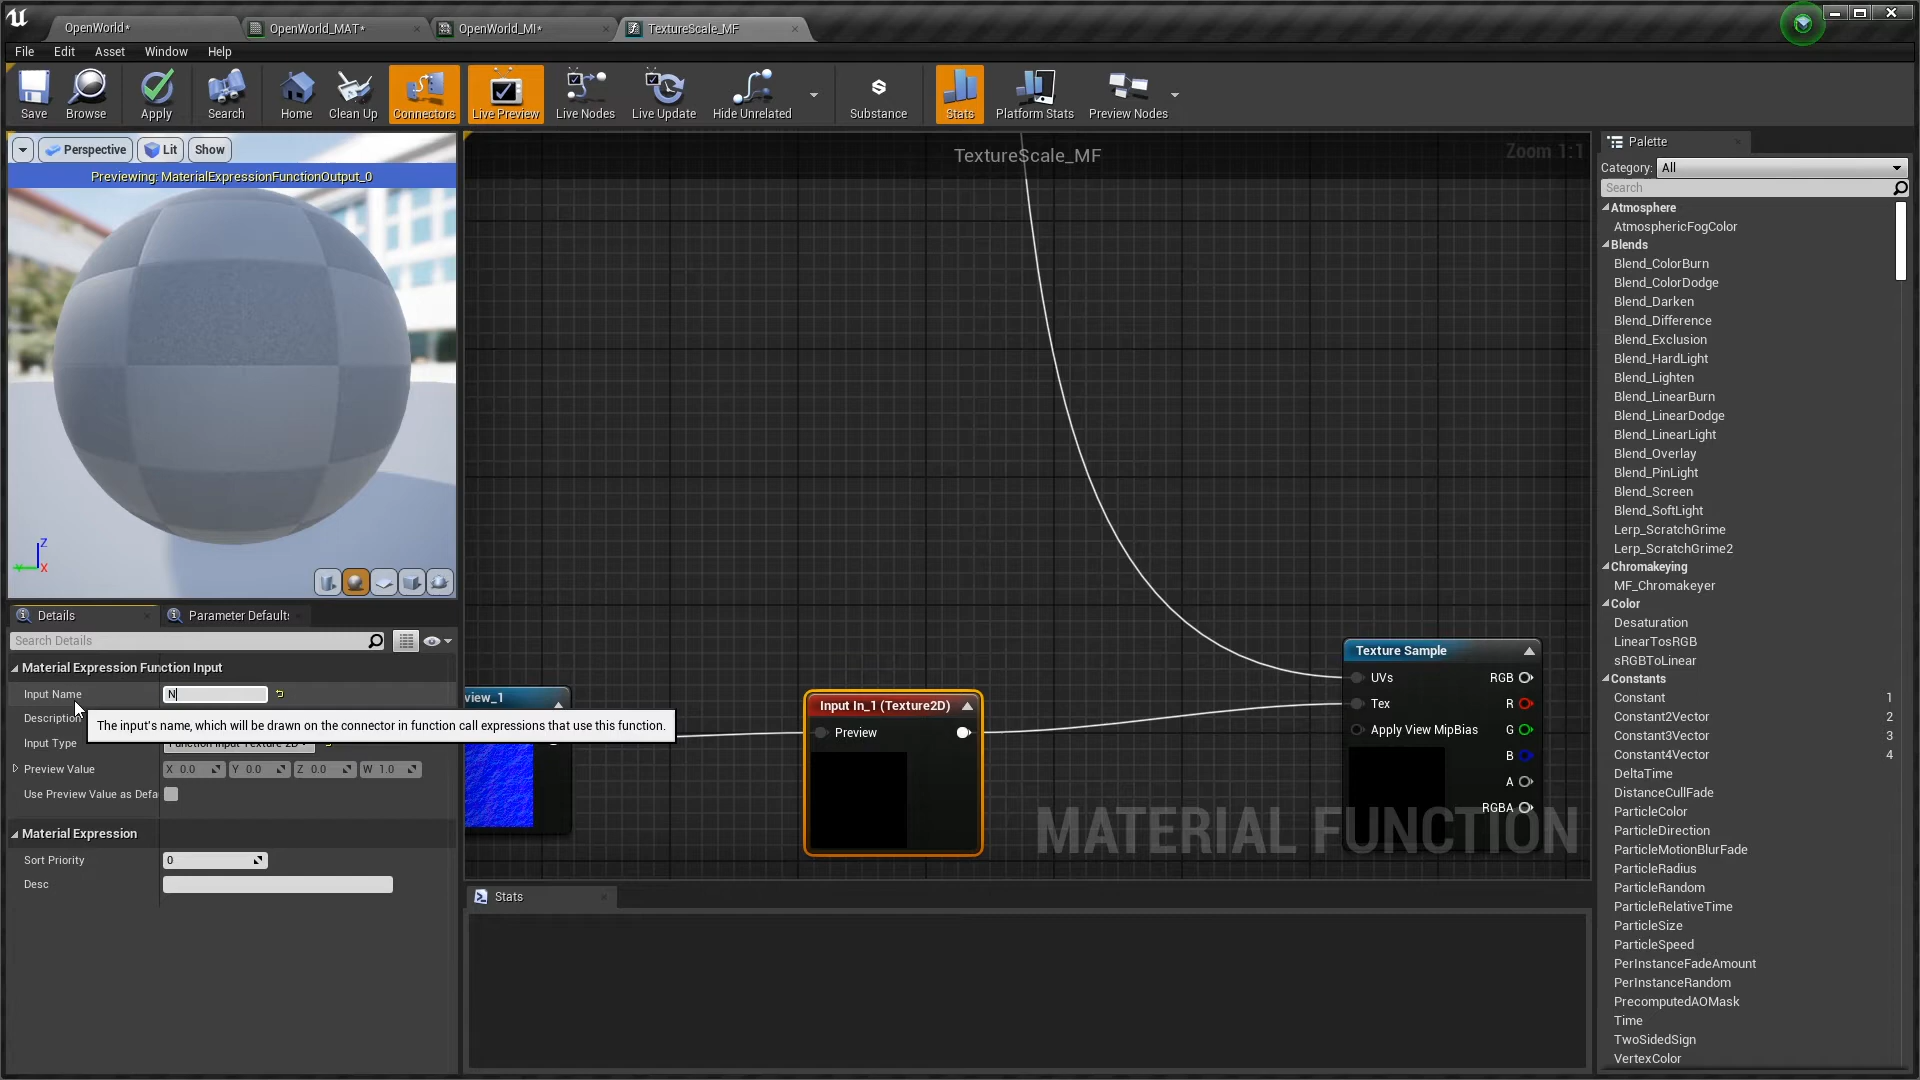 OpenWorld*
OpenWorld_MAT*
OpenWorld_MI*
TextureScale_MF
File Edit Asset Window Help
Save
Browse
Apply
Search
Home
Clean Up
Connectors
Live Preview
Live Nodes
Live Update
Hide Unrelated
Substance
Stats
Platform Stats
Preview Nodes
Perspective
Lit
Show
Previewing: MaterialExpressionFunctionOutput_0
Z
Y
X
TextureScale_MF
Zoom 1:1
view_1
Input In_1 (Texture2D)
Preview
Texture Sample
UVs
RGB
Tex
R
Apply View MipBias
G
B
A
RGBA
MATERIAL FUNCTION
Details
Parameter Default
Search Details
Material Expression Function Input
Input Name
N
Description
The input's name, which will be drawn on the connector in function call expressions that use this function.
Input Type
Function Input Texture 2D
Preview Value
X 0.0
Y 0.0
Z 0.0
W 1.0
Use Preview Value as Defa
Material Expression
Sort Priority
0
Desc
Stats
Palette
Category:
All
Search
Atmosphere
AtmosphericFogColor
Blends
Blend_ColorBurn
Blend_ColorDodge
Blend_Darken
Blend_Difference
Blend_Exclusion
Blend_HardLight
Blend_Lighten
Blend_LinearBurn
Blend_LinearDodge
Blend_LinearLight
Blend_Overlay
Blend_PinLight
Blend_Screen
Blend_SoftLight
Lerp_ScratchGrime
Lerp_ScratchGrime2
Chromakeying
MF_Chromakeyer
Color
Desaturation
LinearTosRGB
sRGBToLinear
Constants
Constant 1
Constant2Vector 2
Constant3Vector 3
Constant4Vector 4
DeltaTime
DistanceCullFade
ParticleColor
ParticleDirection
ParticleMotionBlurFade
ParticleRadius
ParticleRandom
ParticleRelativeTime
ParticleSize
ParticleSpeed
PerInstanceFadeAmount
PerInstanceRandom
PrecomputedAOMask
Time
TwoSidedSign
VertexColor